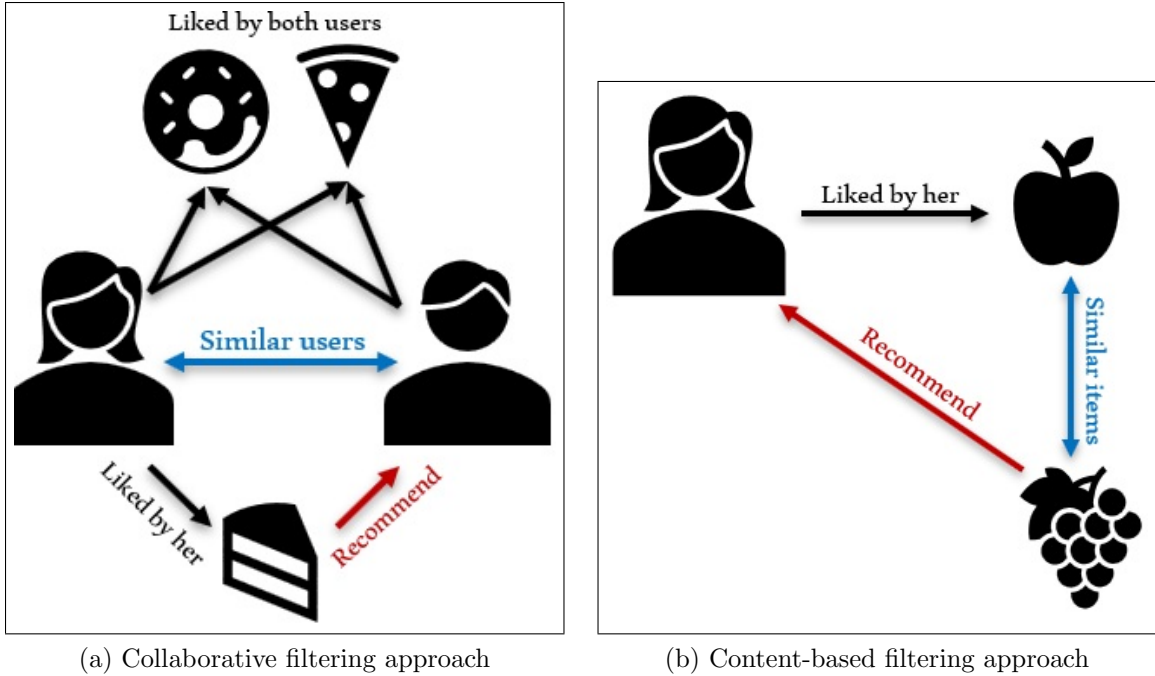 Liked by both users
Similar users
Liked by her
Recommend
(a) Collaborative filtering approach
Liked by her
Recommend
Similar items
(b) Content-based filtering approach